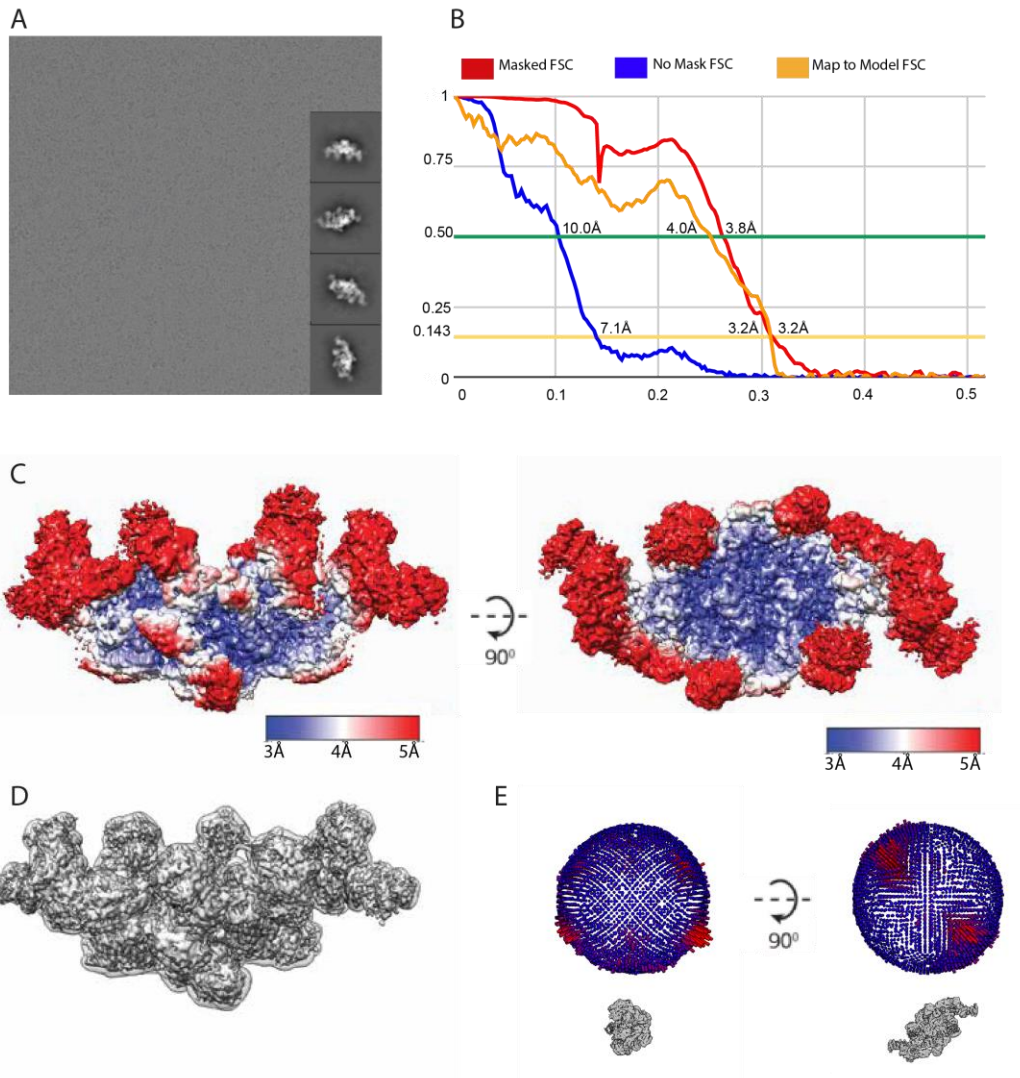 A
B
Masked FSC
No Mask FSC
Map to Model FSC
1
0.75
0.50
10.0Å
4.0Å
3.8Å
0.25
0.143
7.1Å
3.2Å
3.2Å
0
0
0.1
0.2
0.3
0.4
0.5
C
90⁰
3Å
4Å
5Å
3Å
4Å
5Å
D
E
90⁰